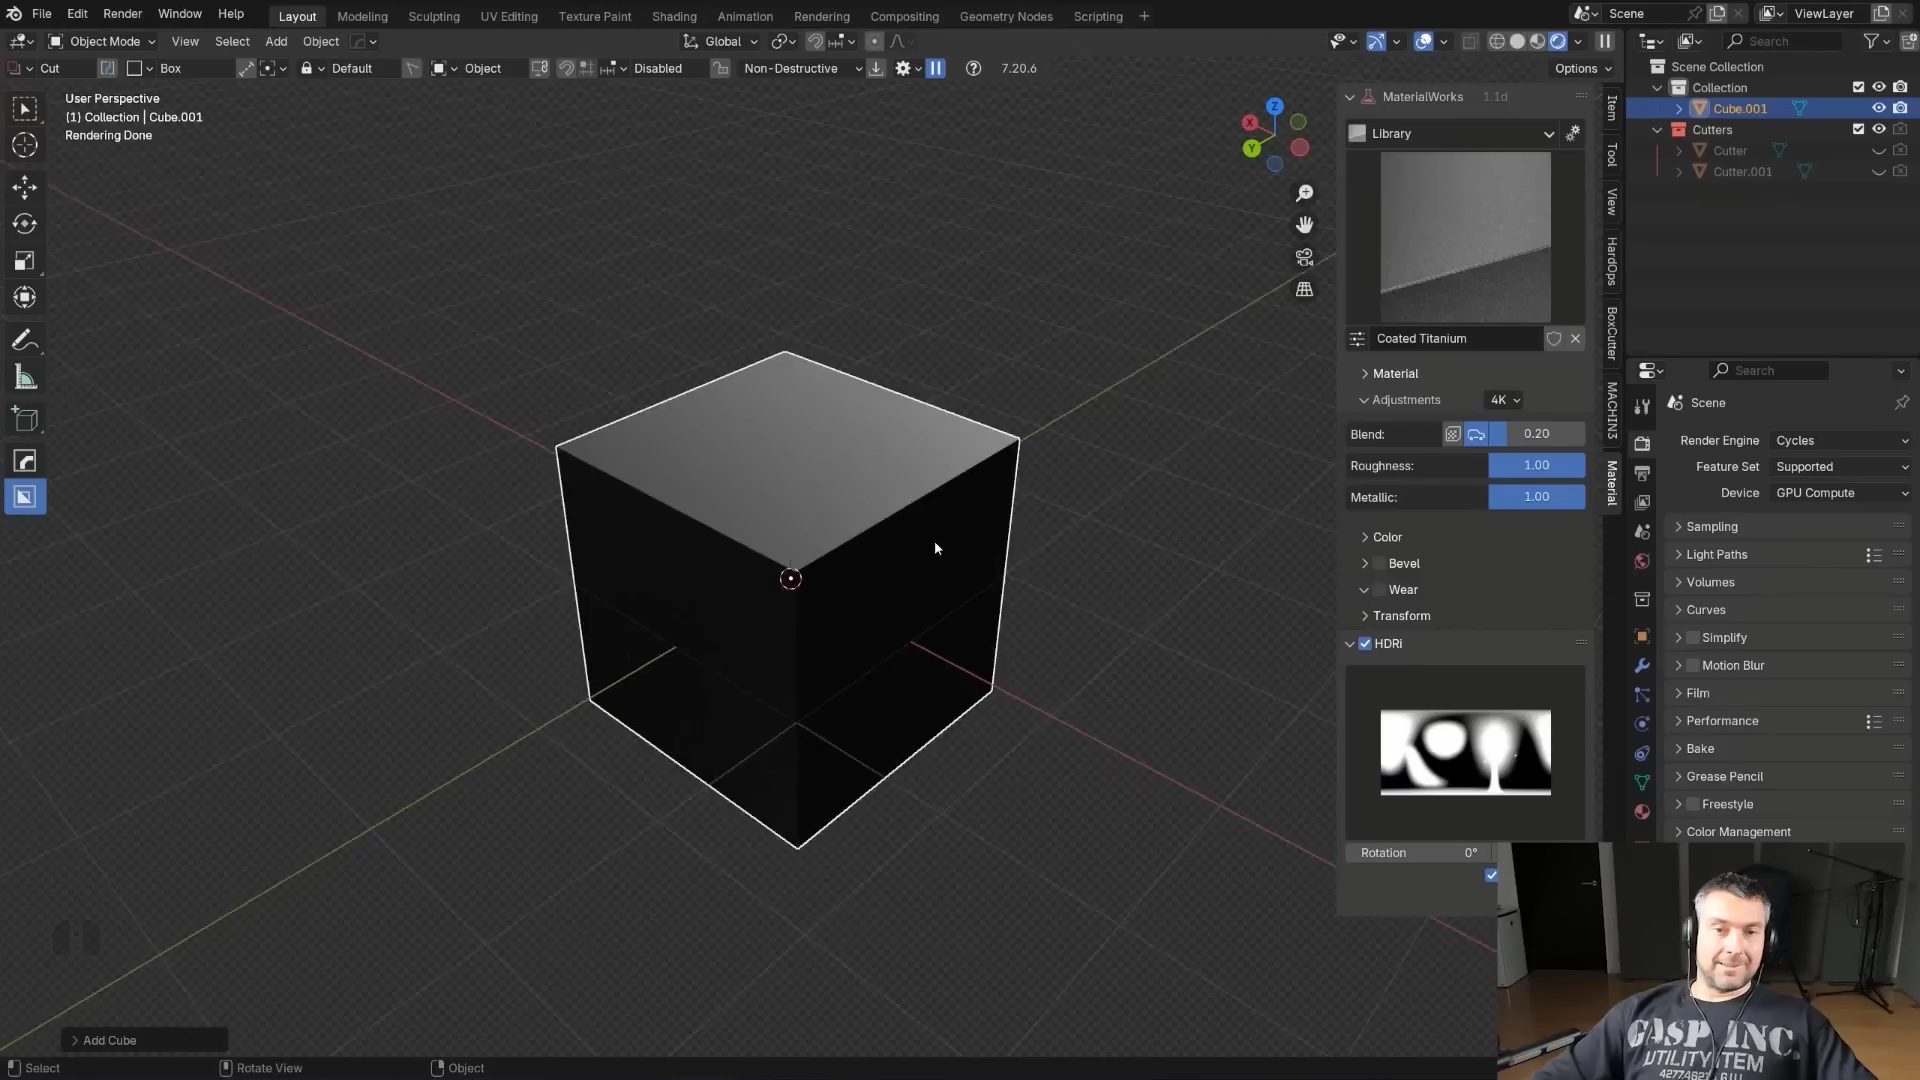 File Edit Render Window Help Layout Modeling Sculpting UV Editing Texture Paint Shading Animation Rendering Compositing Geometry Nodes Scripting + Scene ViewLayer
Object Mode View Select Add Object Global Search
Cut Box Default Object Disabled Non-Destructive 7.20.6 Options
User Perspective
(1) Collection | Cube.001
Rendering Done
Z
X
Y
MaterialWorks 1.1d
Library
Coated Titanium
Material
Adjustments 4K
Blend: 0.20
Roughness: 1.00
Metallic: 1.00
Color
Bevel
Wear
Transform
HDRi
Rotation 0°
Item
Tool
View
HardOps
BoxCutter
MACHIN3
Material
Scene Collection
Collection
Cube.001
Cutters
Cutter
Cutter.001
Search
Scene
Render Engine Cycles
Feature Set Supported
Device GPU Compute
Sampling
Light Paths
Volumes
Curves
Simplify
Motion Blur
Film
Performance
Bake
Grease Pencil
Freestyle
Color Management
GASP INC.
UTILITY ITEM
Add Cube
Select Rotate View Object